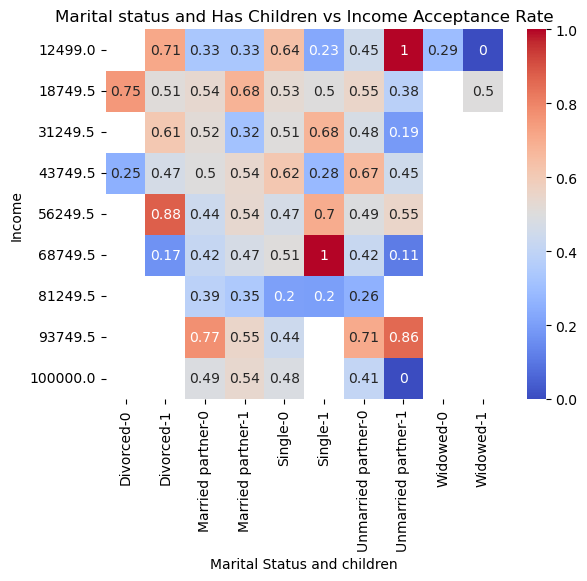 Marital status and Has Children vs Income Acceptance Rate
12499.0 0.71 0.33 0.33 0.64 0.23 0.45 1 0.29 0
18749.5 0.75 0.51 0.54 0.68 0.53 0.5 0.55 0.38 0.5
31249.5 0.61 0.52 0.32 0.51 0.68 0.48 0.19
43749.5 0.25 0.47 0.5 0.54 0.62 0.28 0.67 0.45
56249.5 0.88 0.44 0.54 0.47 0.7 0.49 0.55
68749.5 0.17 0.42 0.47 0.51 1 0.42 0.11
81249.5 0.39 0.35 0.2 0.2 0.26
93749.5 0.77 0.55 0.44 0.71 0.86
100000.0 0.49 0.54 0.48 0.41 0
Income
Divorced-0
Divorced-1
Married partner-0
Married partner-1
Single-0
Single-1
Unmarried partner-0
Unmarried partner-1
Widowed-0
Widowed-1
Marital Status and children
1.0
0.8
0.6
0.4
0.2
0.0